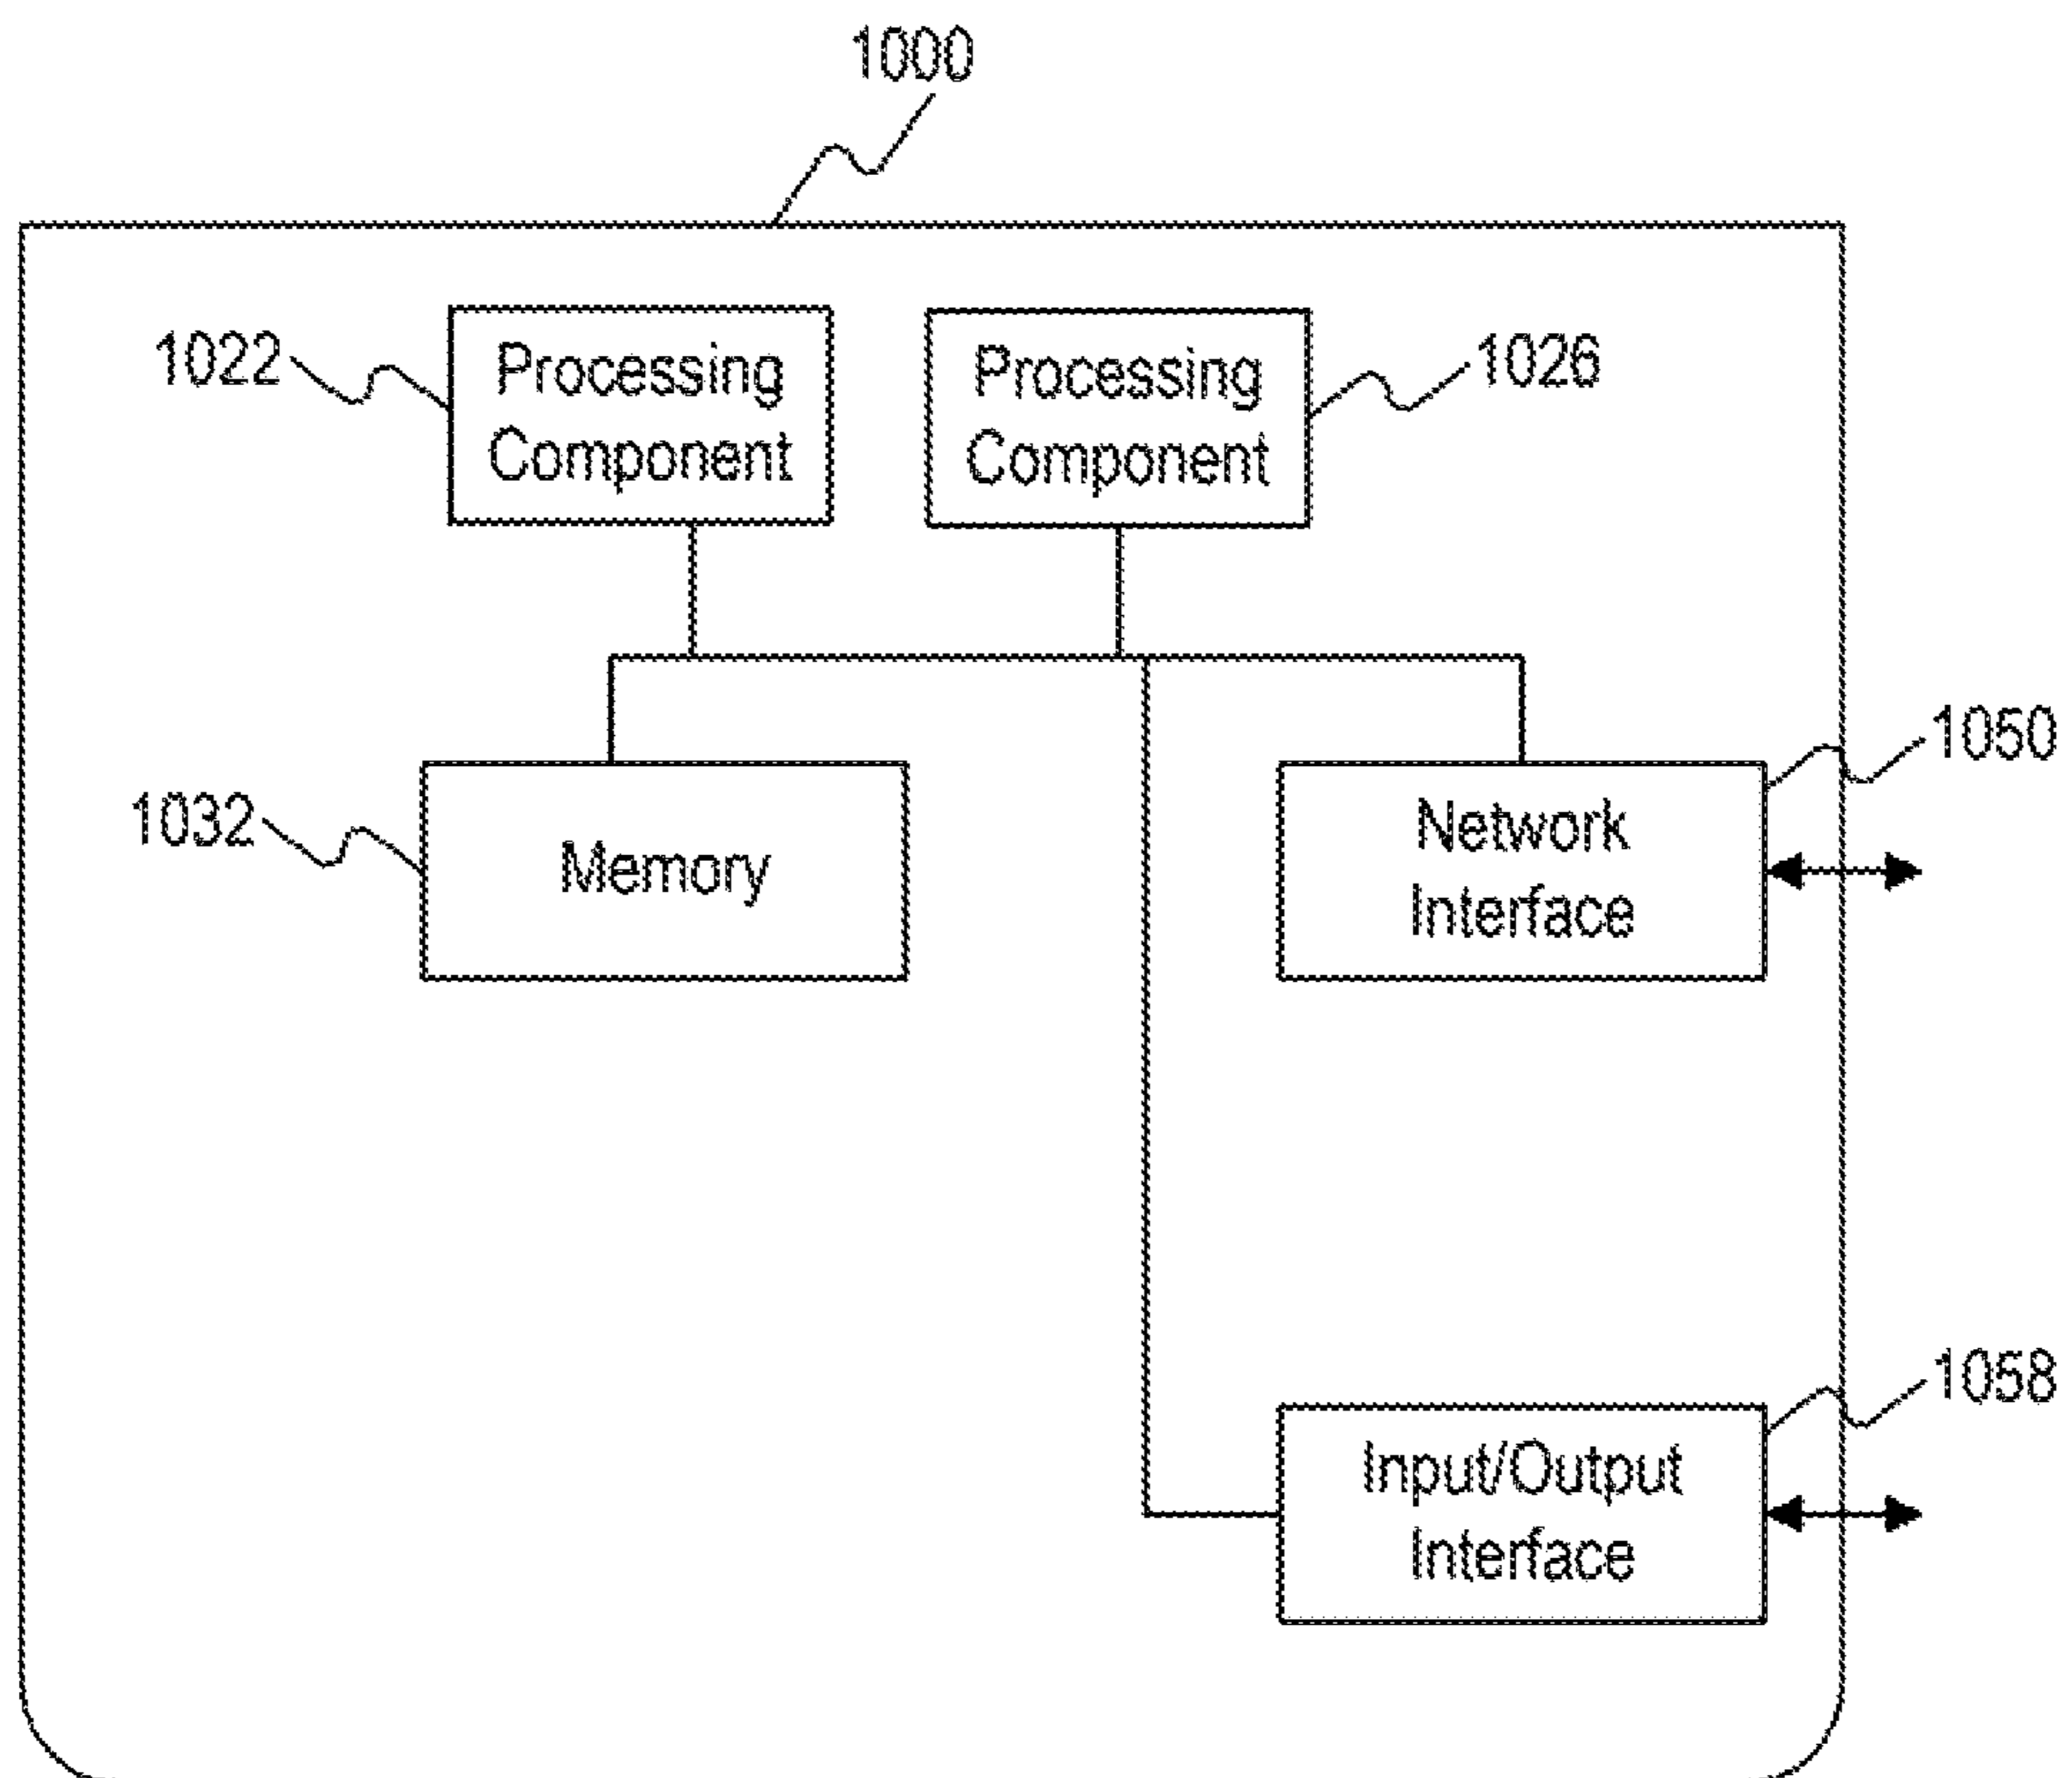 1000
1022
Processing
Component
Processing
Component
1026
1032
Memory
Network
Interface
1050
Input/Output
Interface
1058